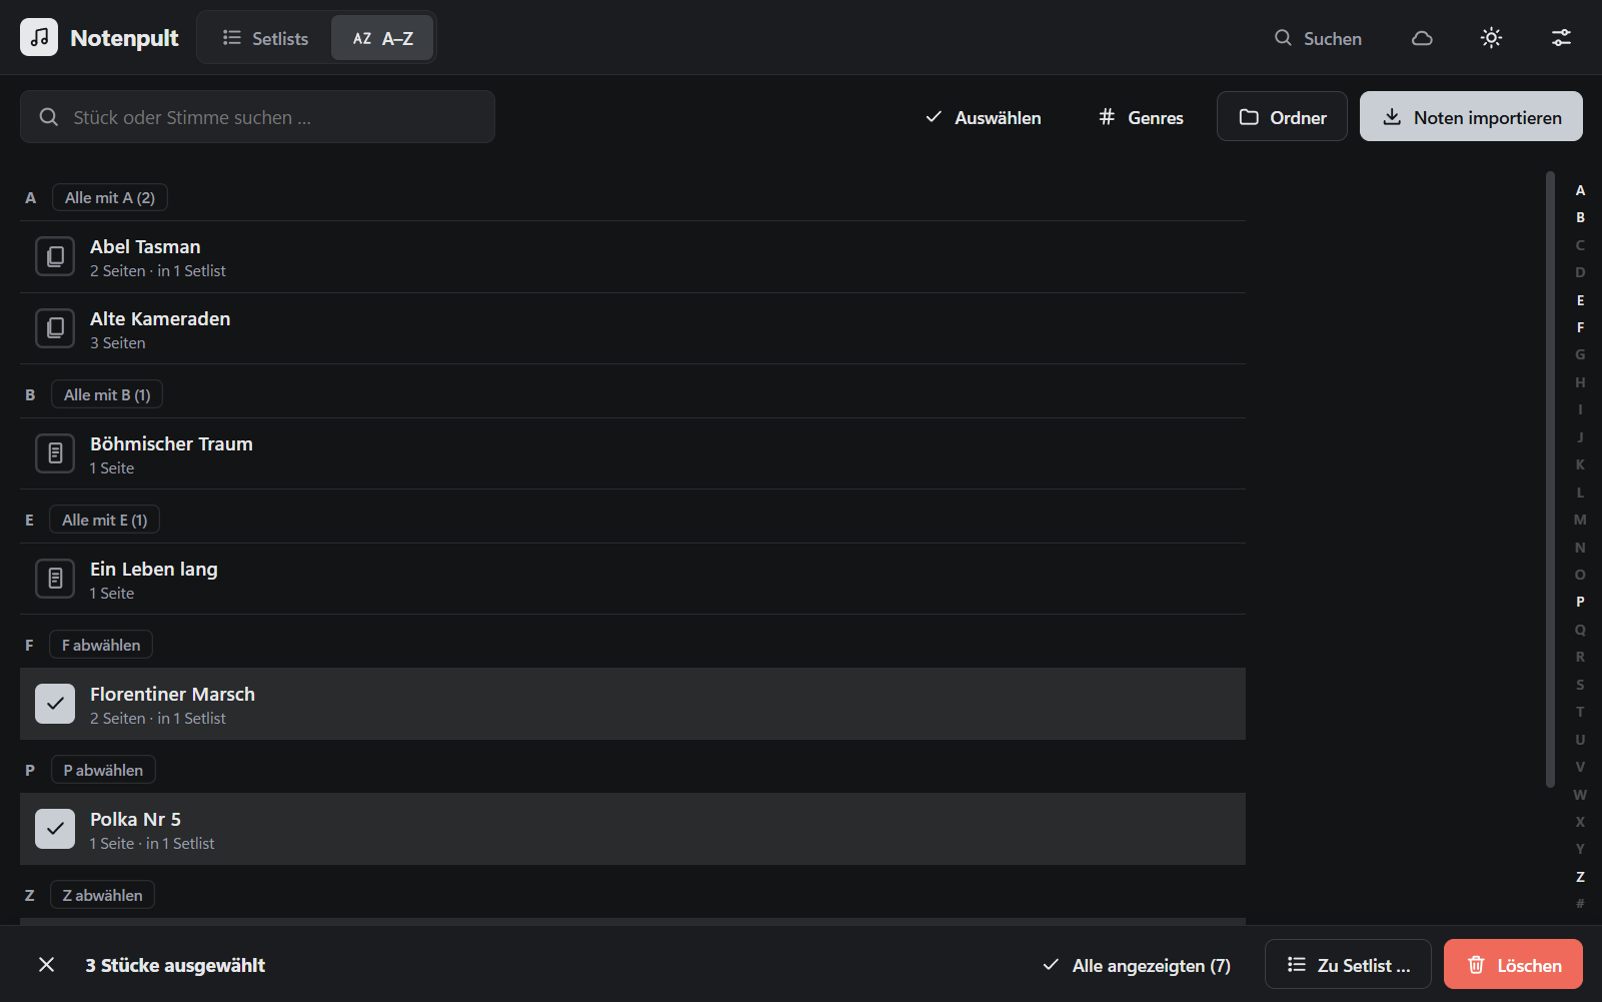 Notenpult
Setlists
AZ A–Z
Suchen
Stück oder Stimme suchen ...
Auswählen
# Genres
Ordner
Noten importieren
A Alle mit A (2)
Abel Tasman
2 Seiten · in 1 Setlist
Alte Kameraden
3 Seiten
B Alle mit B (1)
Böhmischer Traum
1 Seite
E Alle mit E (1)
Ein Leben lang
1 Seite
F F abwählen
Florentiner Marsch
2 Seiten · in 1 Setlist
P P abwählen
Polka Nr 5
1 Seite · in 1 Setlist
Z Z abwählen
A
B
C
D
E
F
G
H
I
J
K
L
M
N
O
P
Q
R
S
T
U
V
W
X
Y
Z
#
3 Stücke ausgewählt
Alle angezeigten (7)
Zu Setlist ...
Löschen